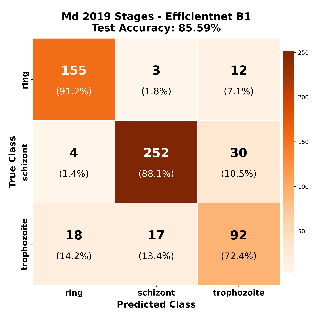 Md 2019 Stages - Efficientnet B1
Test Accuracy: 85.59%
True Class
ring
155 3 12
(91.2%) (1.8%) (7.1%)
schizont
4 252 30
(1.4%) (88.1%) (10.5%)
trophozoite
18 17 92
(14.2%) (13.4%) (72.4%)
ring schizont trophozoite
Predicted Class
250
200
150
100
50